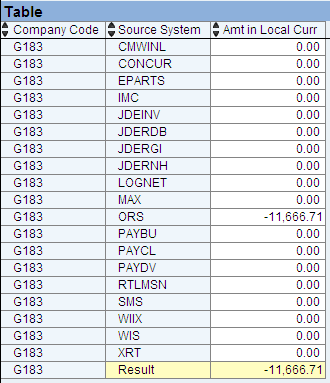 Table
Company Code Source System Amt in Local Curr
G183 CMWINL 0.00
G183 CONCUR 0.00
G183 EPARTS 0.00
G183 IMC 0.00
G183 JDEINV 0.00
G183 JDERDB 0.00
G183 JDERGI 0.00
G183 JDERNH 0.00
G183 LOGNET 0.00
G183 MAX 0.00
G183 ORS -11,666.71
G183 PAYBU 0.00
G183 PAYCL 0.00
G183 PAYDV 0.00
G183 RTLMSN 0.00
G183 SMS 0.00
G183 WIIX 0.00
G183 WIS 0.00
G183 XRT 0.00
G183 Result -11,666.71